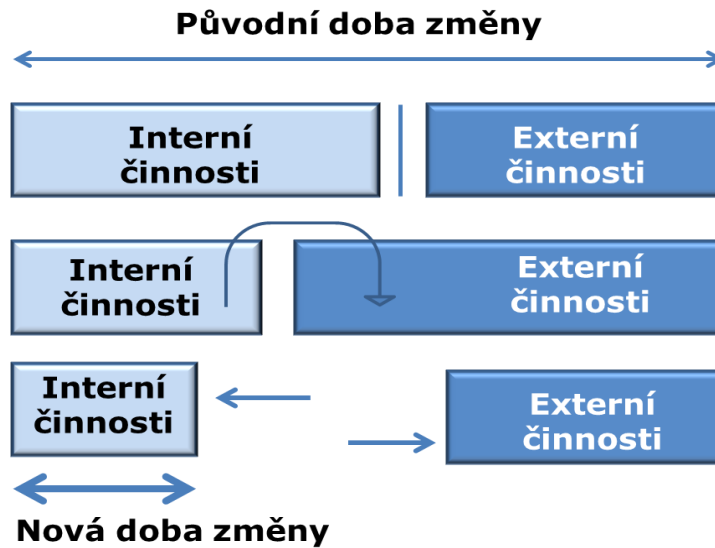 Původní doba změny
Interní
činnosti
Externí
činnosti
Interní
činnosti
Externí
činnosti
Interní
činnosti
Externí
činnosti
Nová doba změny